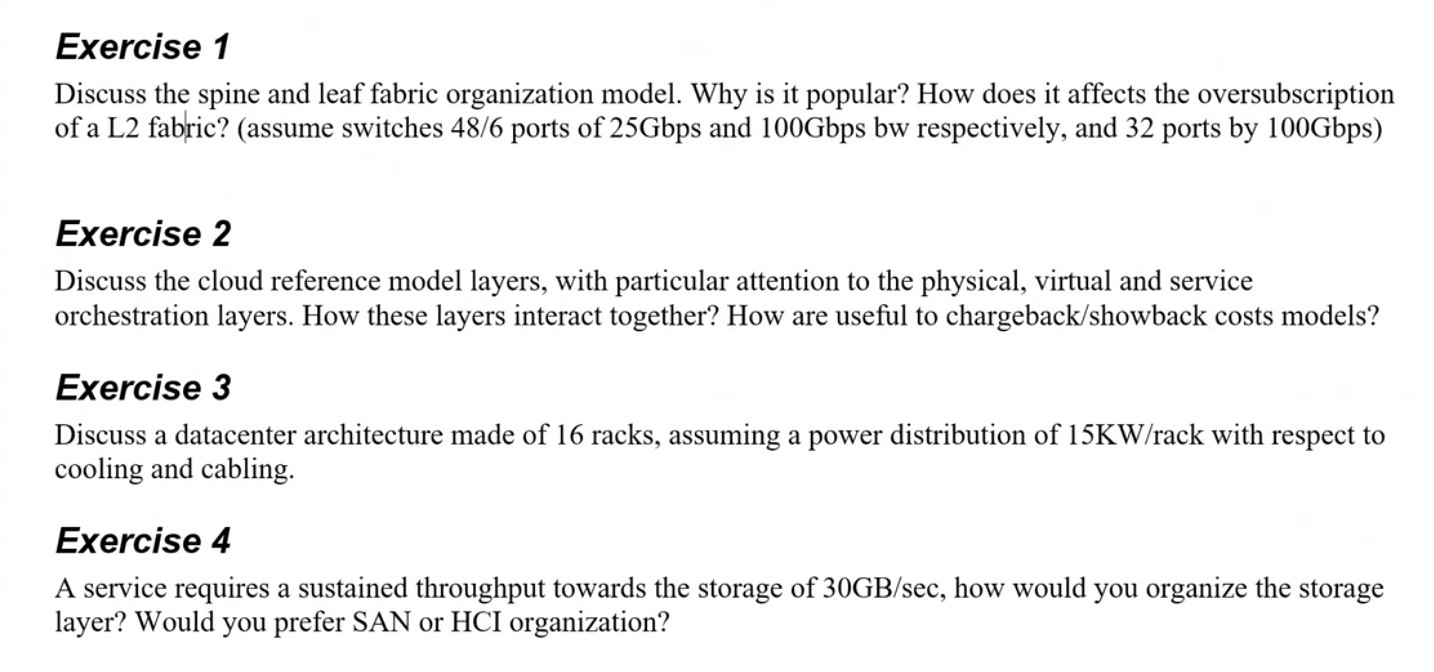 Exercise 1
Discuss the spine and leaf fabric organization model. Why is it popular? How does it affects the oversubscription
of a L2 fabric? (assume switches 48/6 ports of 25Gbps and 100Gbps bw respectively, and 32 ports by 100Gbps)
Exercise 2
Discuss the cloud reference model layers, with particular attention to the physical, virtual and service
orchestration layers. How these layers interact together? How are useful to chargeback/showback costs models?
Exercise 3
Discuss a datacenter architecture made of 16 racks, assuming a power distribution of 15KW/rack with respect to
cooling and cabling.
Exercise 4
A service requires a sustained throughput towards the storage of 30GB/sec, how would you organize the storage
layer? Would you prefer SAN or HCI organization?